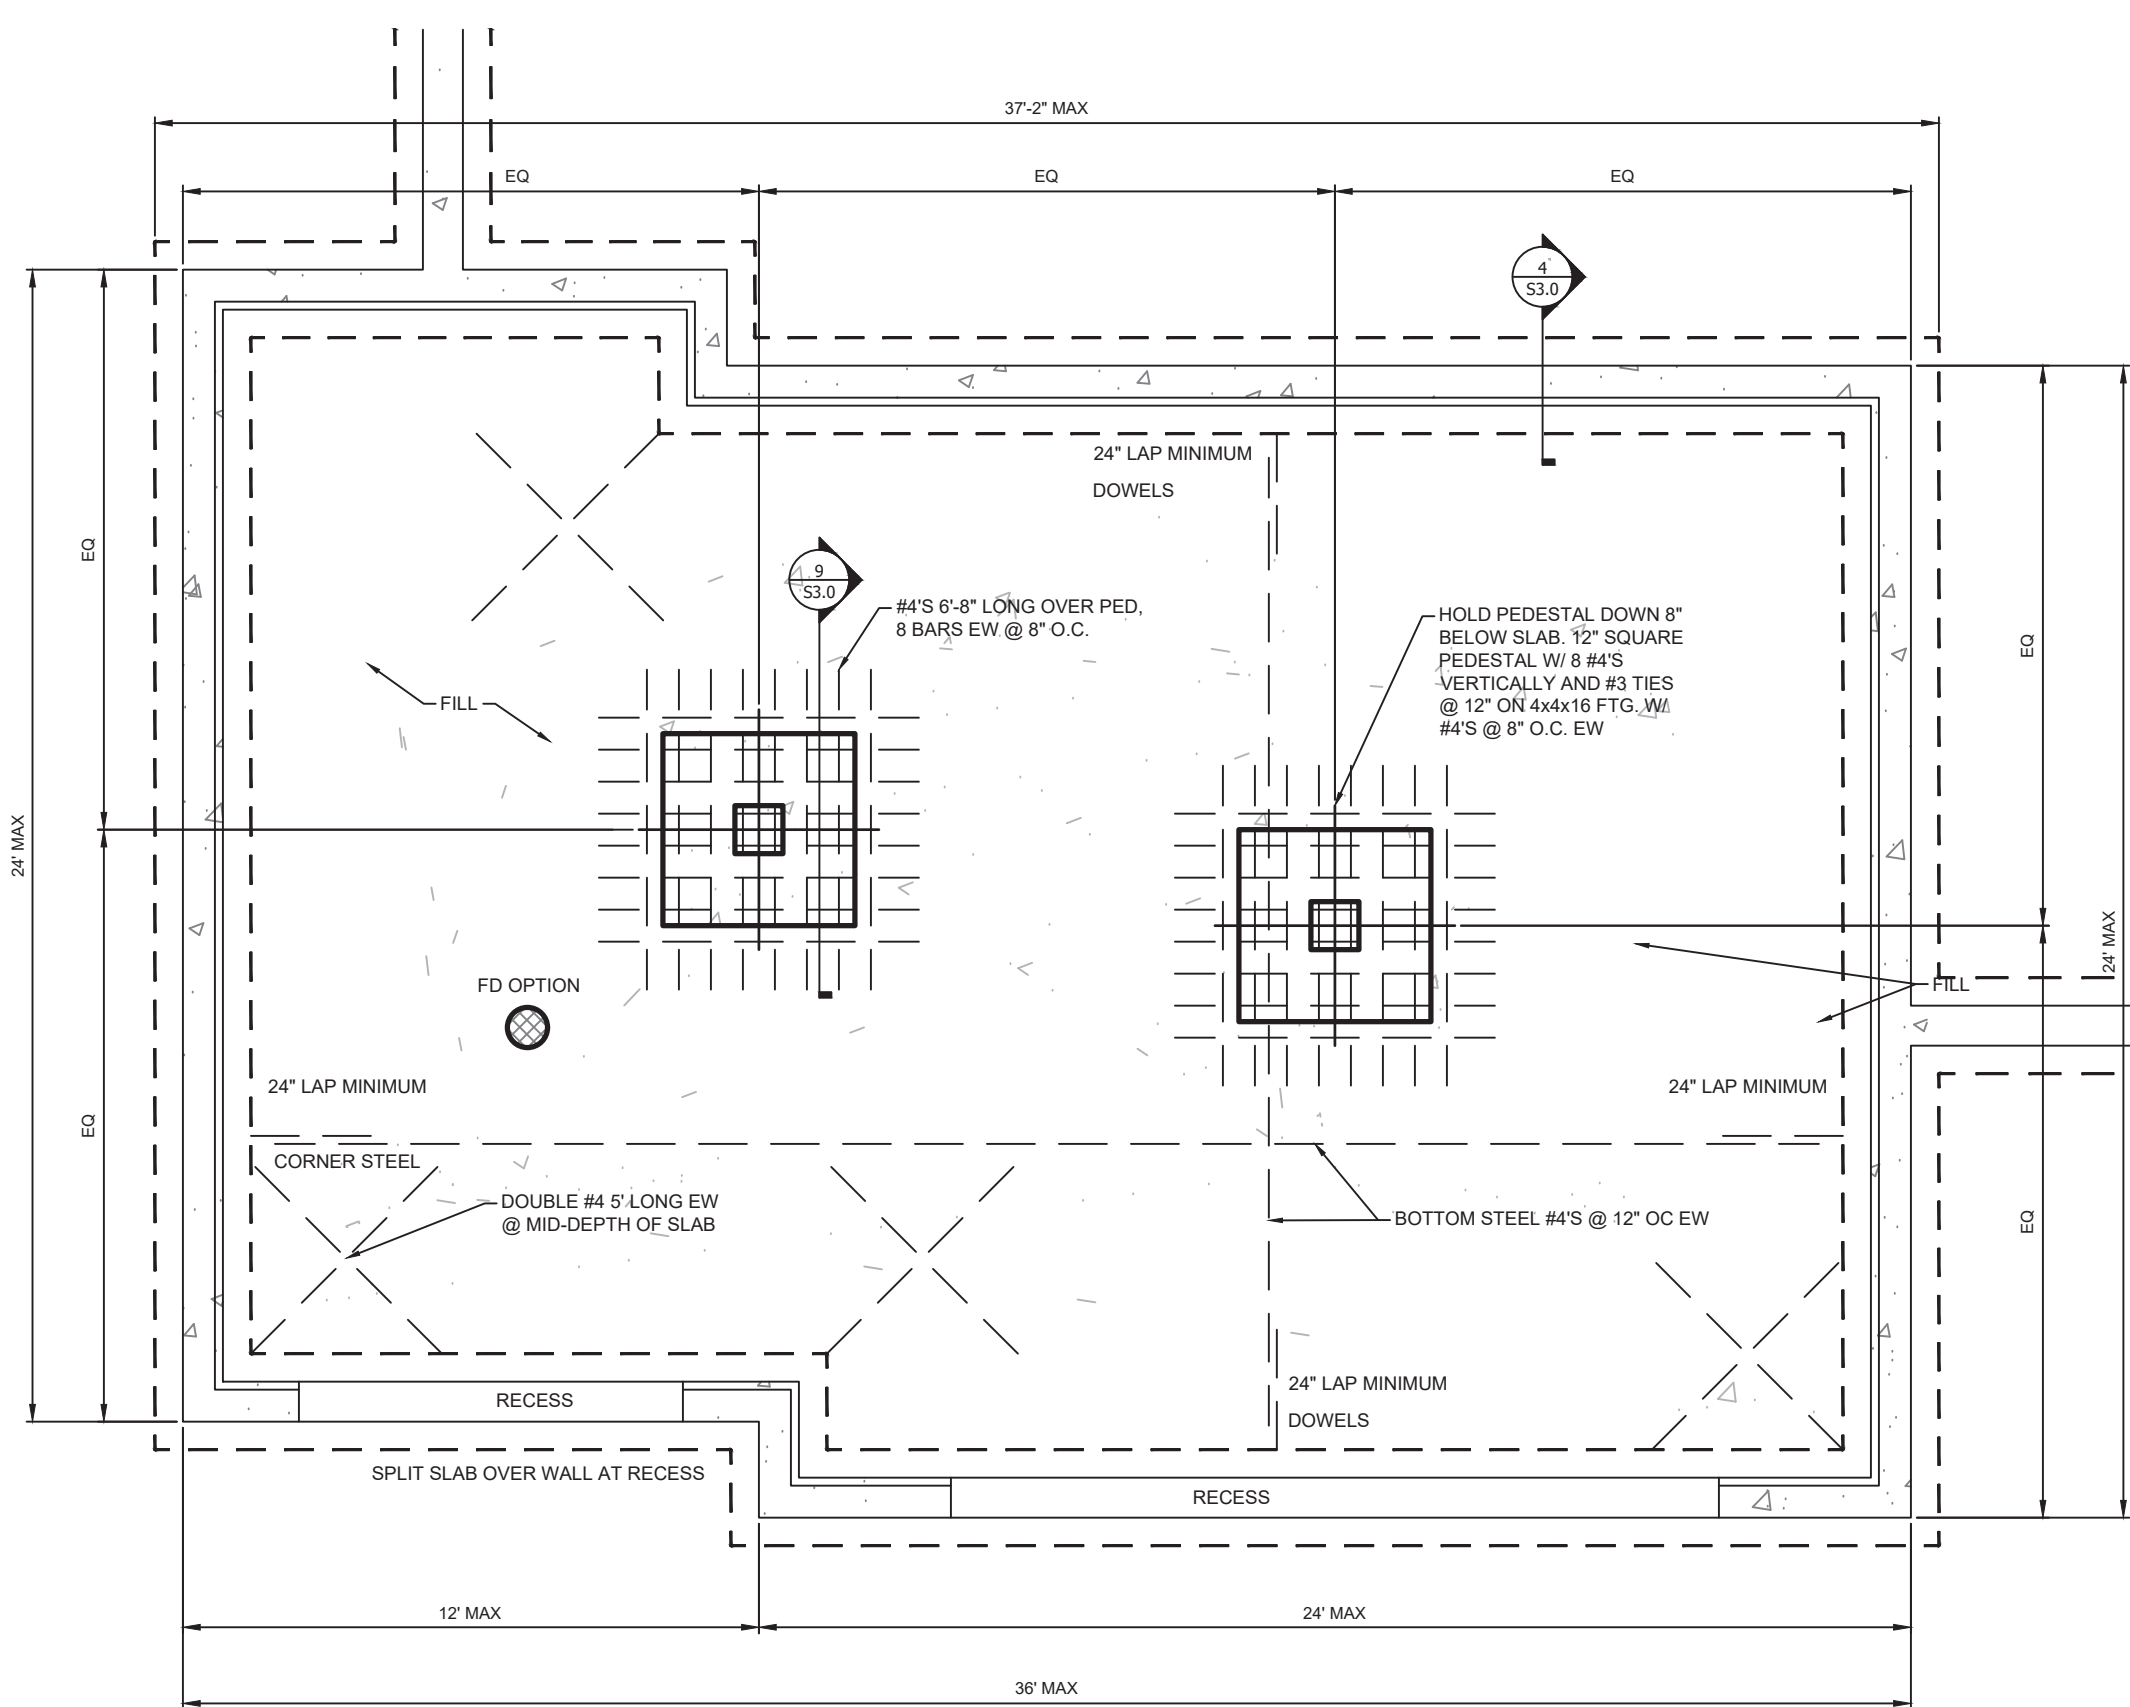 37'-2" MAX
EQ
EQ
EQ
4
S3.0
24" LAP MINIMUM
DOWELS
9
S3.0
#4'S 6'-8" LONG OVER PED,
8 BARS EW @ 8" O.C.
HOLD PEDESTAL DOWN 8"
BELOW SLAB. 12" SQUARE
PEDESTAL W/ 8 #4'S
VERTICALLY AND #3 TIES
@ 12" ON 4x4x16 FTG. W/
#4'S @ 8" O.C. EW
EQ
EQ
FILL
24' MAX
24' MAX
FD OPTION
FILL
24" LAP MINIMUM
24" LAP MINIMUM
EQ
EQ
CORNER STEEL
DOUBLE #4 5' LONG EW
@ MID-DEPTH OF SLAB
BOTTOM STEEL #4'S @ 12" OC EW
RECESS
24" LAP MINIMUM
DOWELS
SPLIT SLAB OVER WALL AT RECESS
RECESS
12' MAX
24' MAX
36' MAX